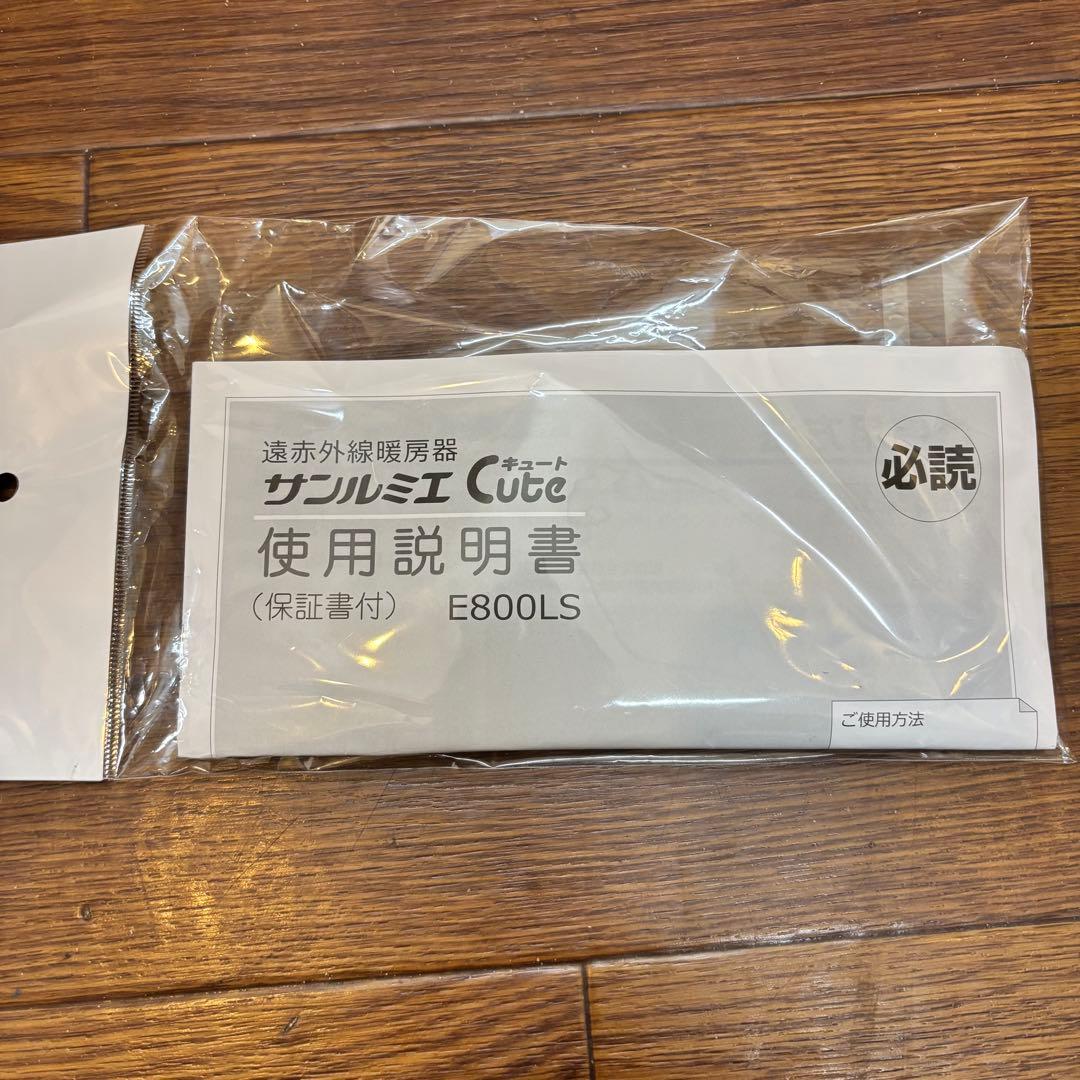 遠赤外線暖房器
キュート
サンルミエ Cute
使用説明書
(保証書付) E800LS
必読
ご使用方法